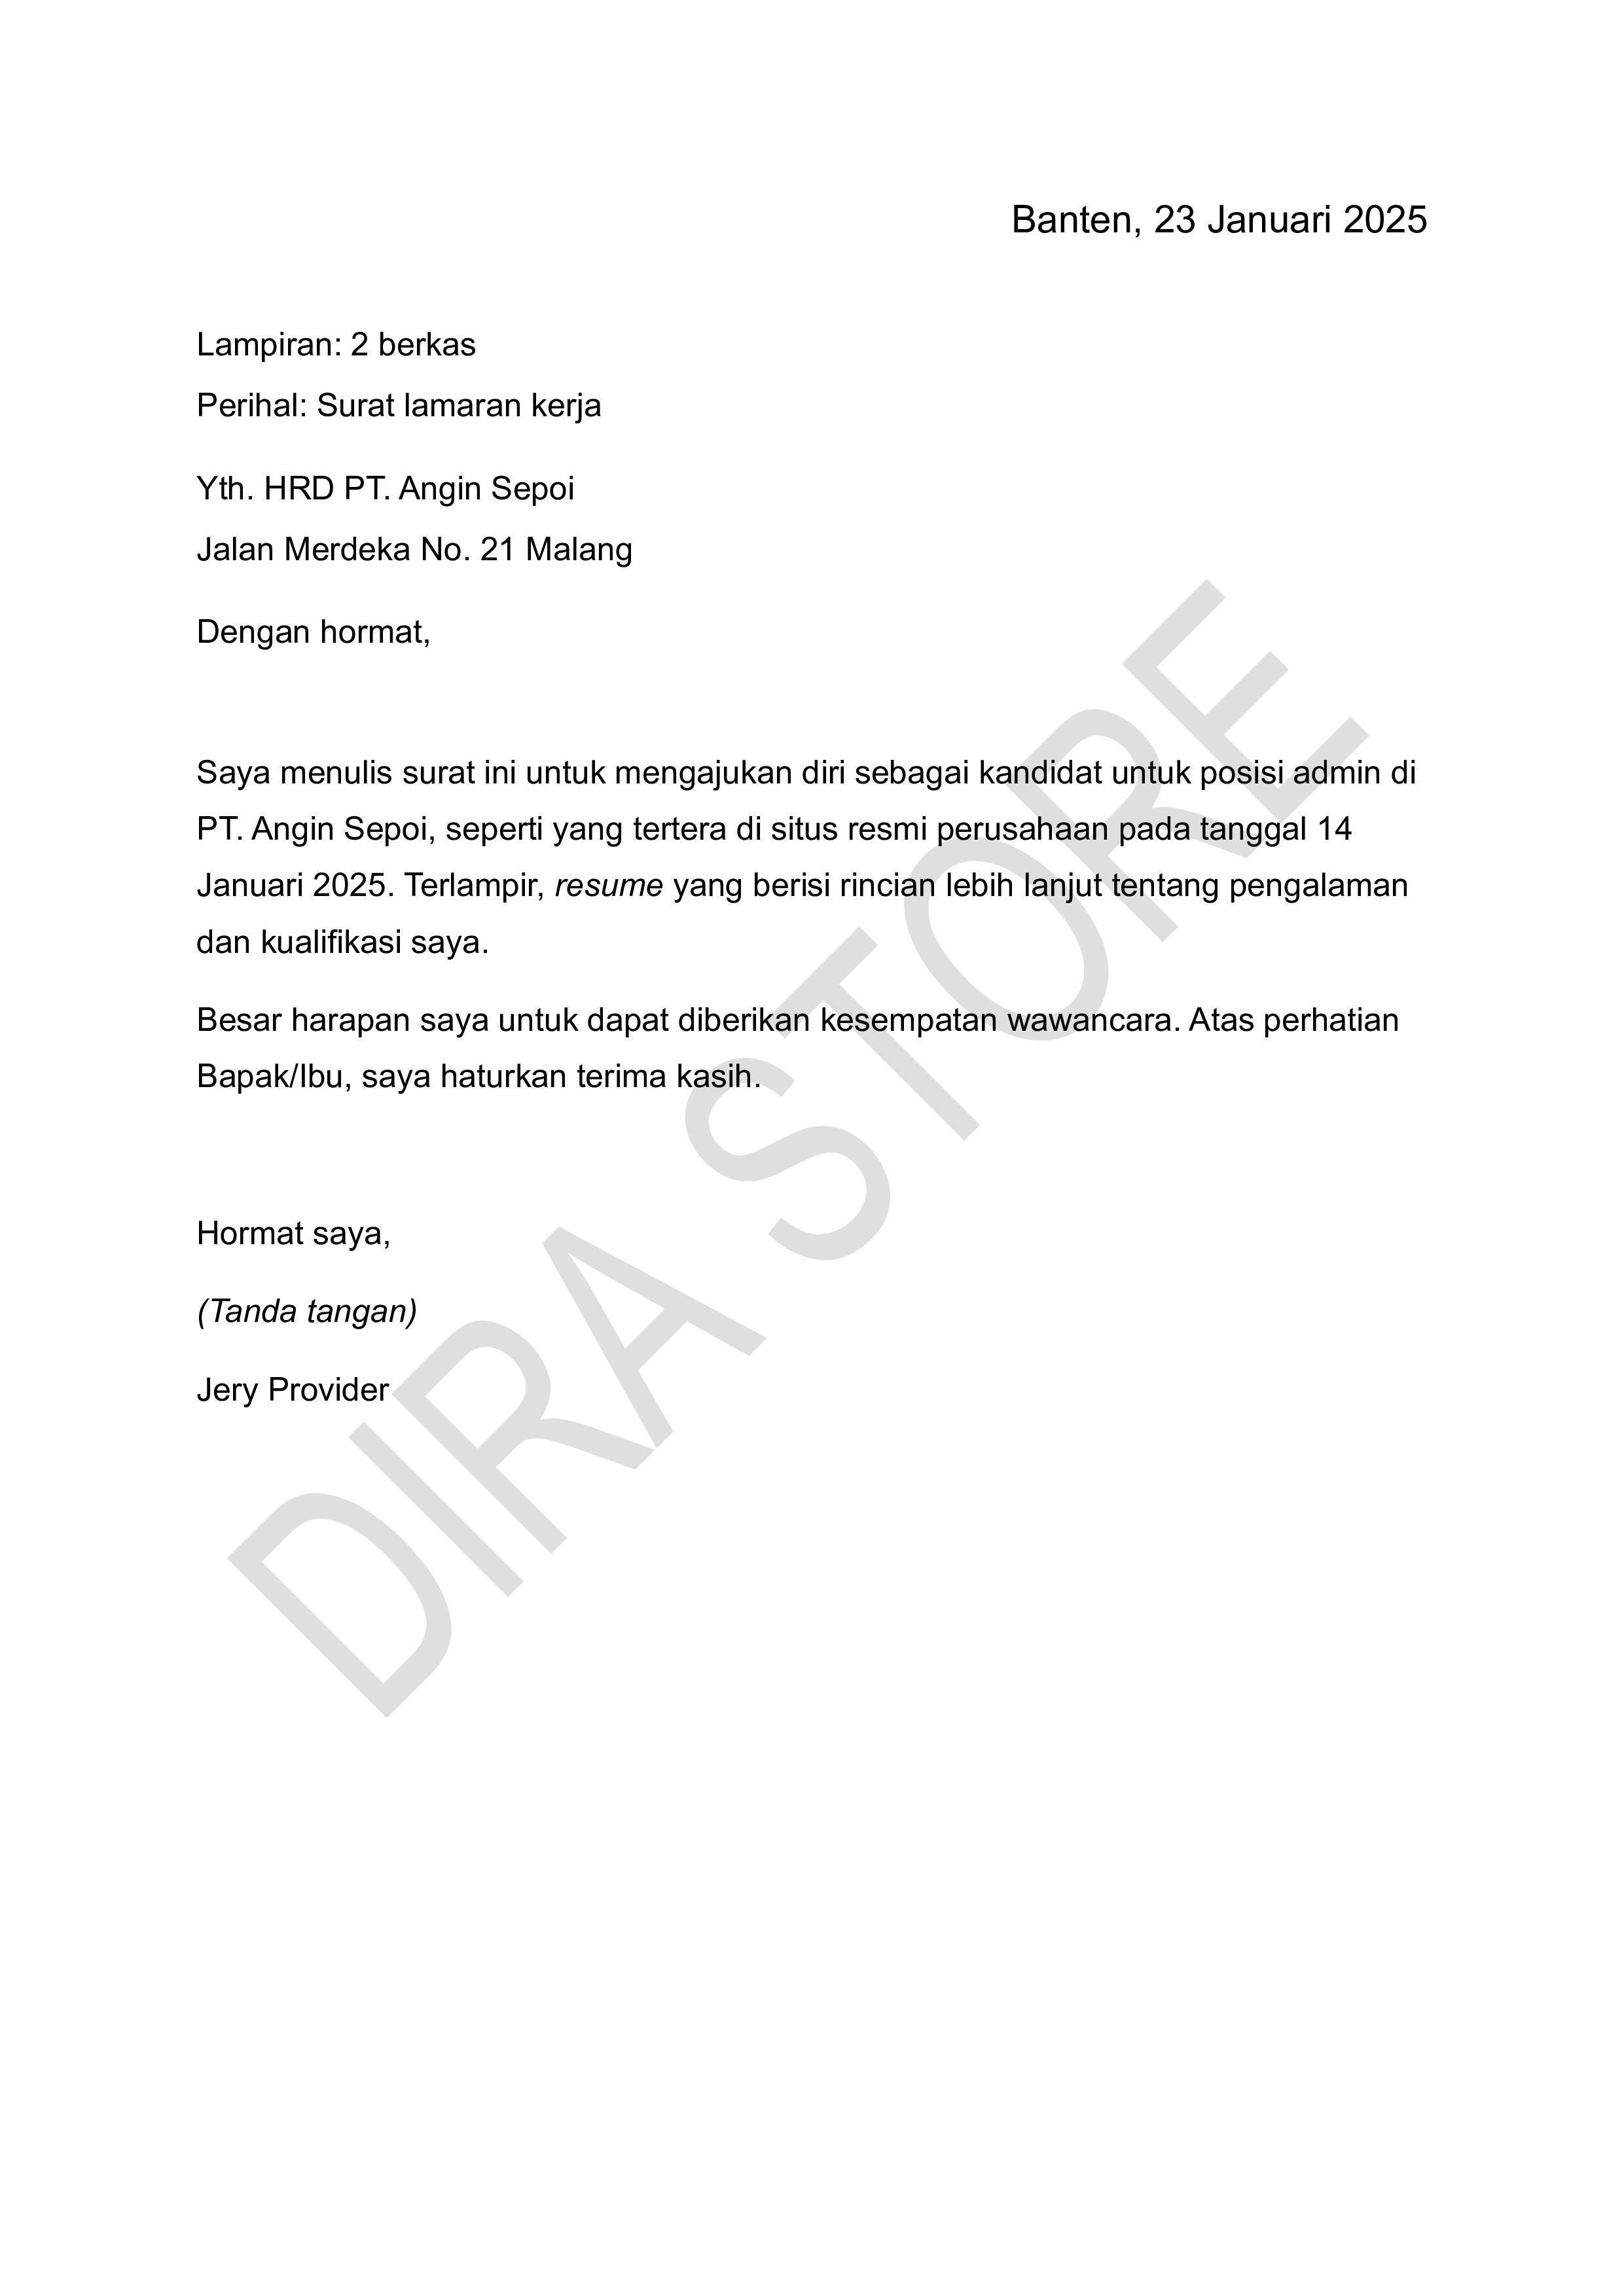 Banten, 23 Januari 2025
Lampiran: 2 berkas
Perihal: Surat lamaran kerja
Yth. HRD PT. Angin Sepoi
Jalan Merdeka No. 21 Malang
Dengan hormat,
Saya menulis surat ini untuk mengajukan diri sebagai kandidat untuk posisi admin di
PT. Angin Sepoi, seperti yang tertera di situs resmi perusahaan pada tanggal 14
Januari 2025. Terlampir, resume yang berisi rincian lebih lanjut tentang pengalaman
dan kualifikasi saya.
Besar harapan saya untuk dapat diberikan kesempatan wawancara. Atas perhatian
Bapak/Ibu, saya haturkan terima kasih.
Hormat saya,
(Tanda tangan)
Jery Provider
DIRA STORE